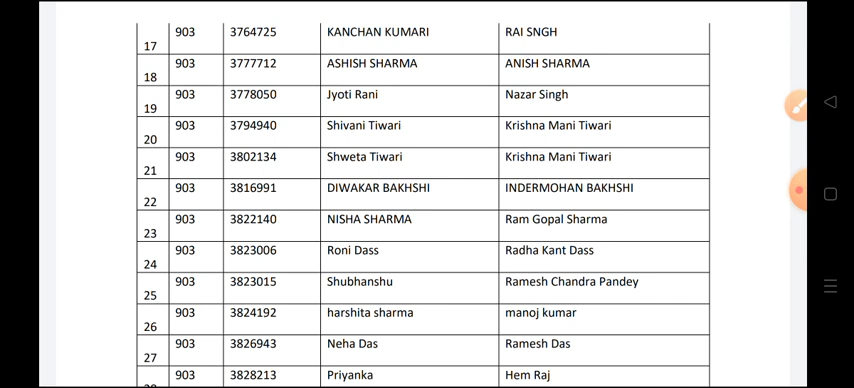 17 903 3764725 KANCHAN KUMARI RAI SNGH
18 903 3777712 ASHISH SHARMA ANISH SHARMA
19 903 3778050 Jyoti Rani Nazar Singh
20 903 3794940 Shivani Tiwari Krishna Mani Tiwari
21 903 3802134 Shweta Tiwari Krishna Mani Tiwari
22 903 3816991 DIWAKAR BAKHSHI INDERMOHAN BAKHSHI
23 903 3822140 NISHA SHARMA Ram Gopal Sharma
24 903 3823006 Roni Dass Radha Kant Dass
25 903 3823015 Shubhanshu Ramesh Chandra Pandey
26 903 3824192 harshita sharma manoj kumar
27 903 3826943 Neha Das Ramesh Das
903 3828213 Priyanka Hem Raj